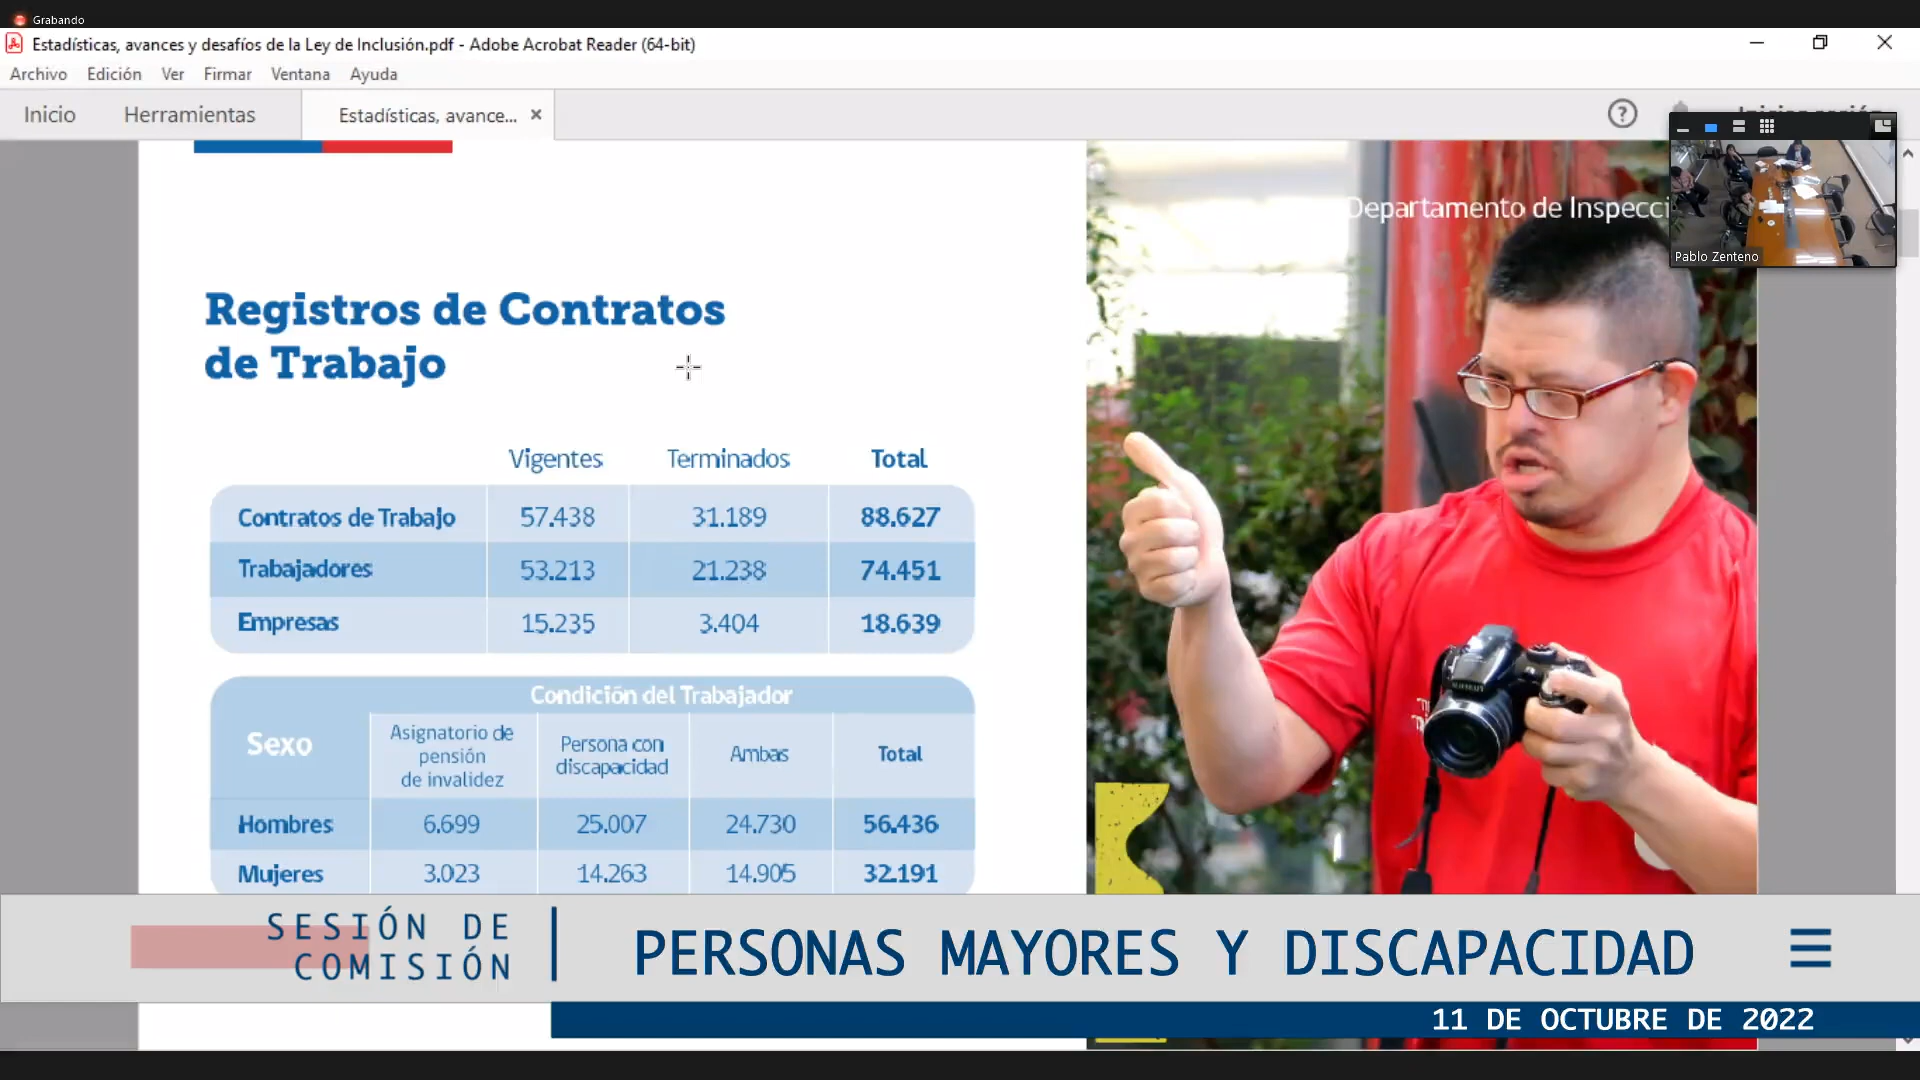 Grabando
Estadísticas, avances y desafíos de la Ley de Inclusión.pdf - Adobe Acrobat Reader (64-bit)
Archivo Edición Ver Firmar Ventana Ayuda
Inicio Herramientas Estadísticas, avance... ×
Departamento de Inspecci
Pablo Zenteno
Registros de Contratos
de Trabajo
Vigentes Terminados Total
Contratos de Trabajo 57.438 31.189 88.627
Trabajadores 53.213 21.238 74.451
Empresas 15.235 3.404 18.639
Condición del Trabajador
Sexo
Asignatorio de
pensión
de invalidez
Persona con
discapacidad
Ambas
Total
Hombres 6.699 25.007 24.730 56.436
Mujeres 3.023 14.263 14.905 32.191
SESIÓN DE
COMISIÓN
PERSONAS MAYORES Y DISCAPACIDAD
11 DE OCTUBRE DE 2022